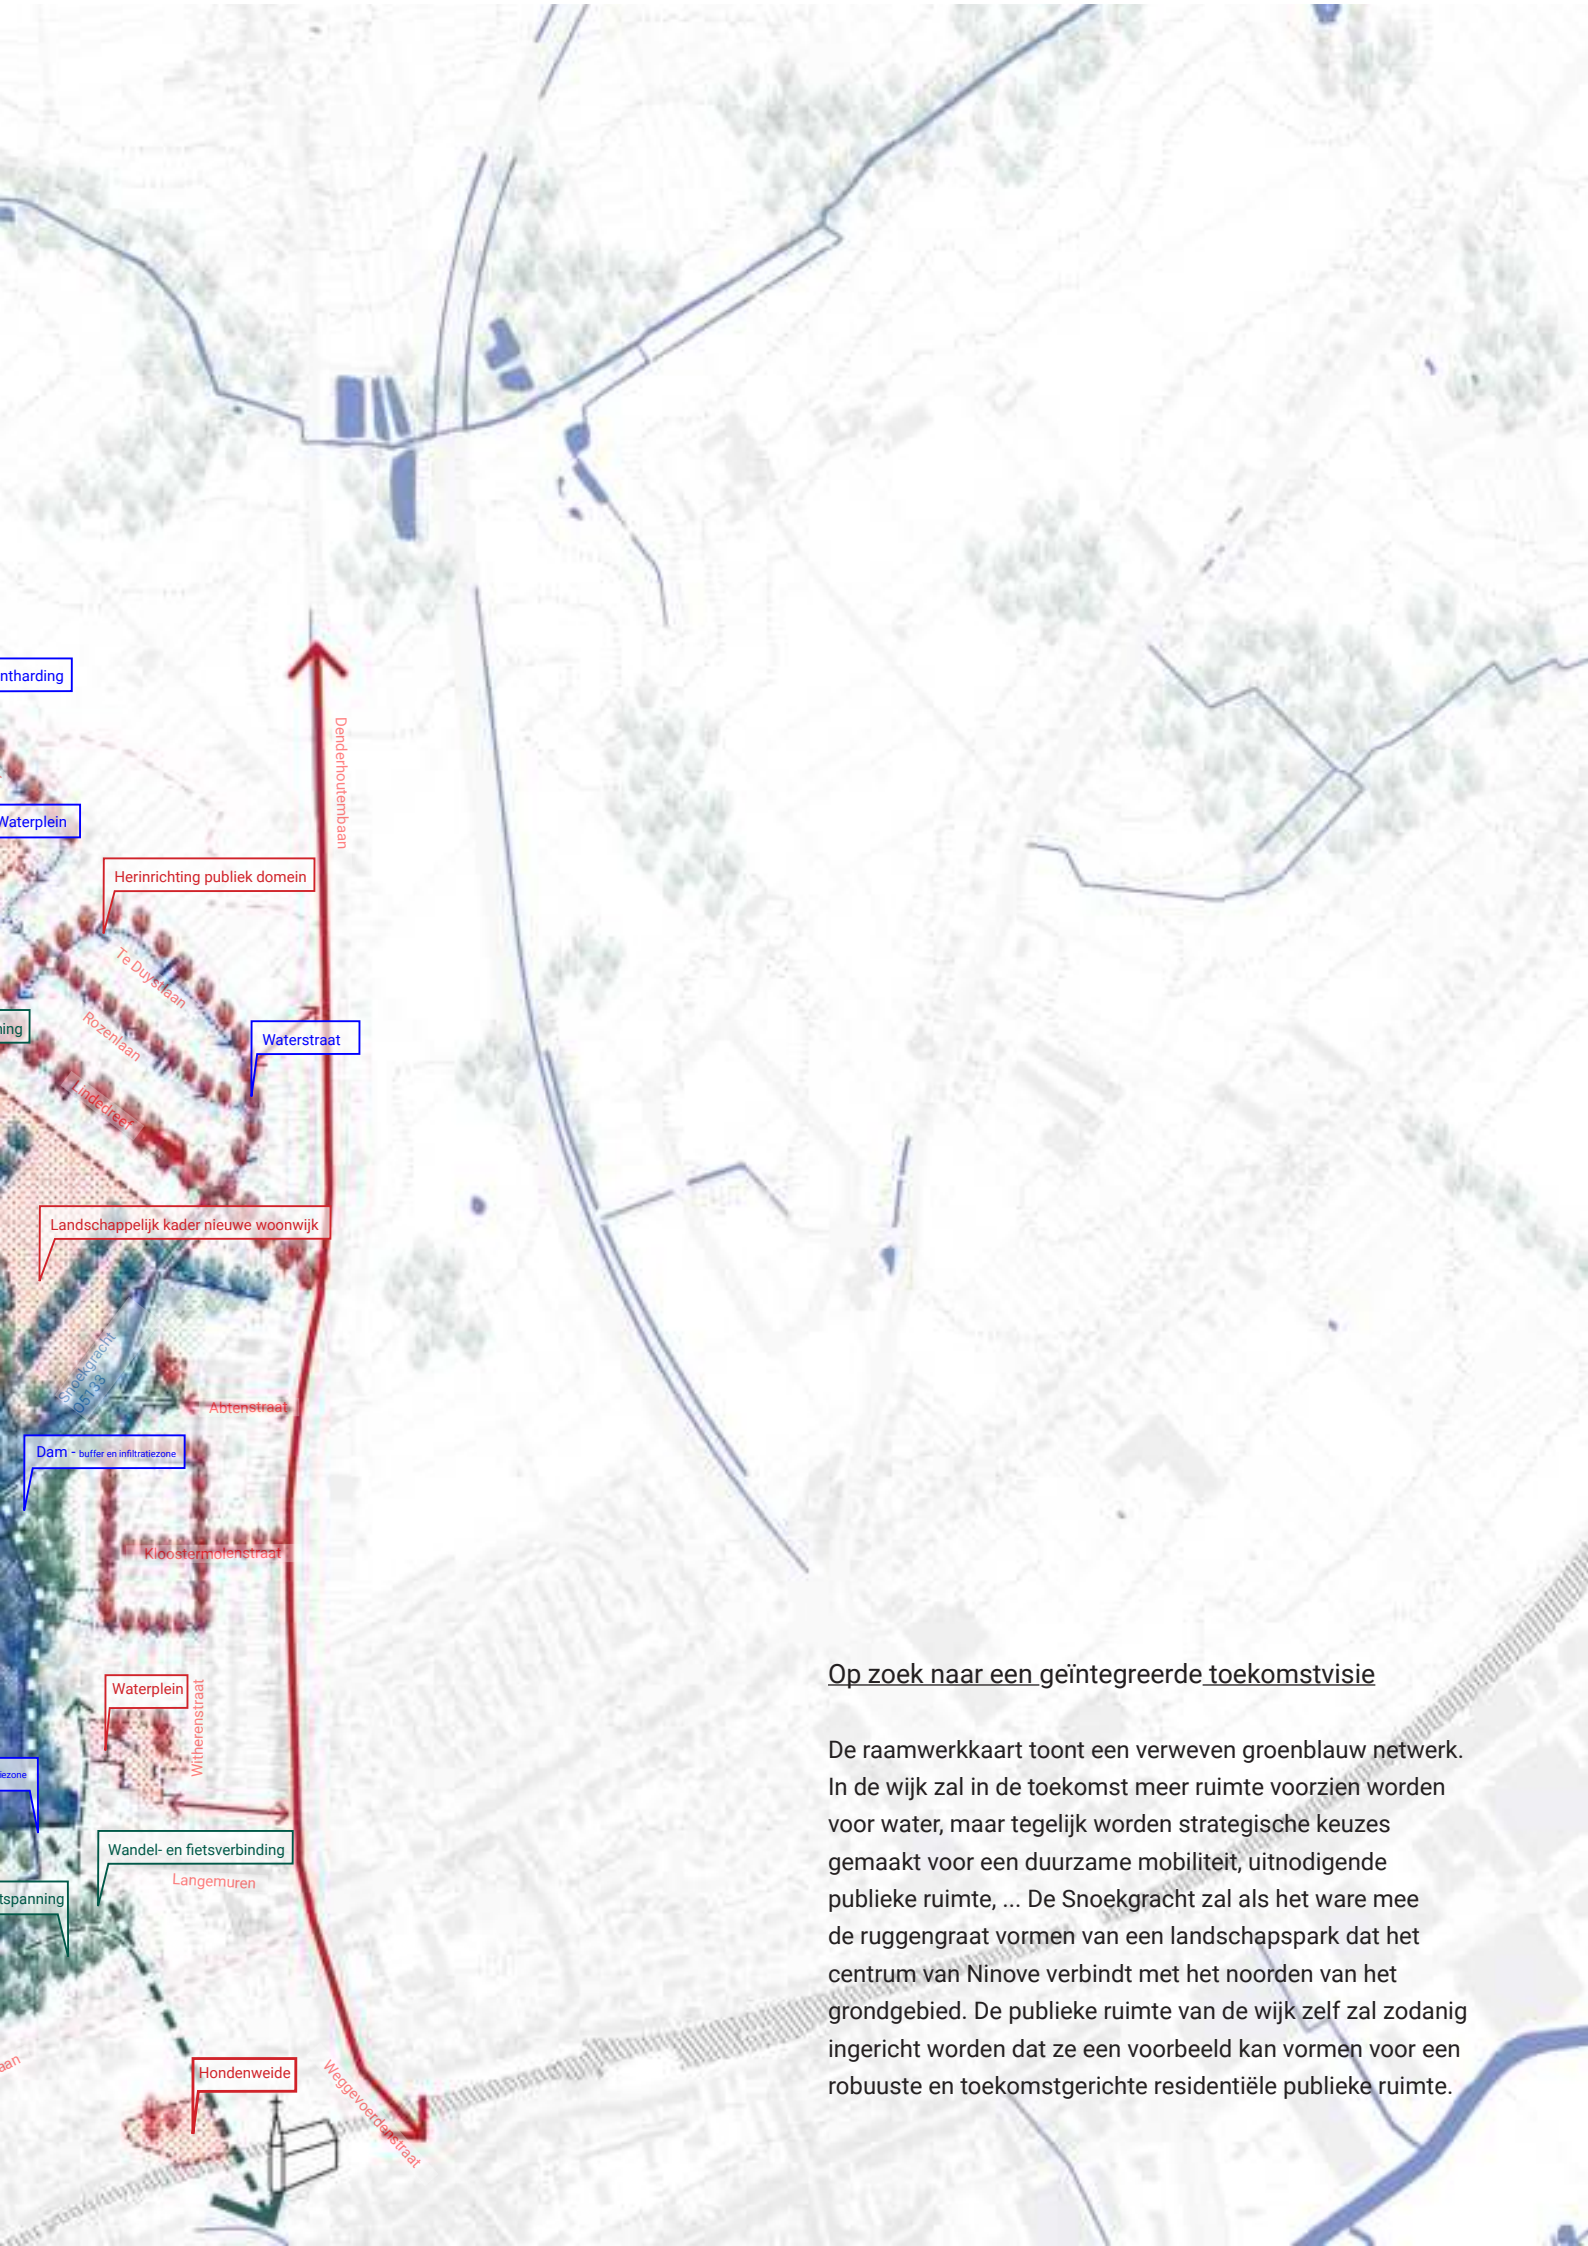 ntharding
Denderhoutembaan
Waterplein
Herinrichting publiek domein
Te Duystlaan
Rozenlaan
ning
Waterstraat
Lindedreef
Landschappelijk kader nieuwe woonwijk
Snoekgracht
O5133
Abtenstraat
Dam - buffer en infiltratiezone
Kloostermolenstraat
Waterplein
Witherenstraat
iezone
Wandel- en fietsverbinding
Langemuren
tspanning
aan
Hondenweide
Weggevoerdenstraat
Op zoek naar een geïntegreerde toekomstvisie
De raamwerkkaart toont een verweven groenblauw netwerk.
In de wijk zal in de toekomst meer ruimte voorzien worden
voor water, maar tegelijk worden strategische keuzes
gemaakt voor een duurzame mobiliteit, uitnodigende
publieke ruimte, ... De Snoekgracht zal als het ware mee
de ruggengraat vormen van een landschapspark dat het
centrum van Ninove verbindt met het noorden van het
grondgebied. De publieke ruimte van de wijk zelf zal zodanig
ingericht worden dat ze een voorbeeld kan vormen voor een
robuuste en toekomstgerichte residentiële publieke ruimte.